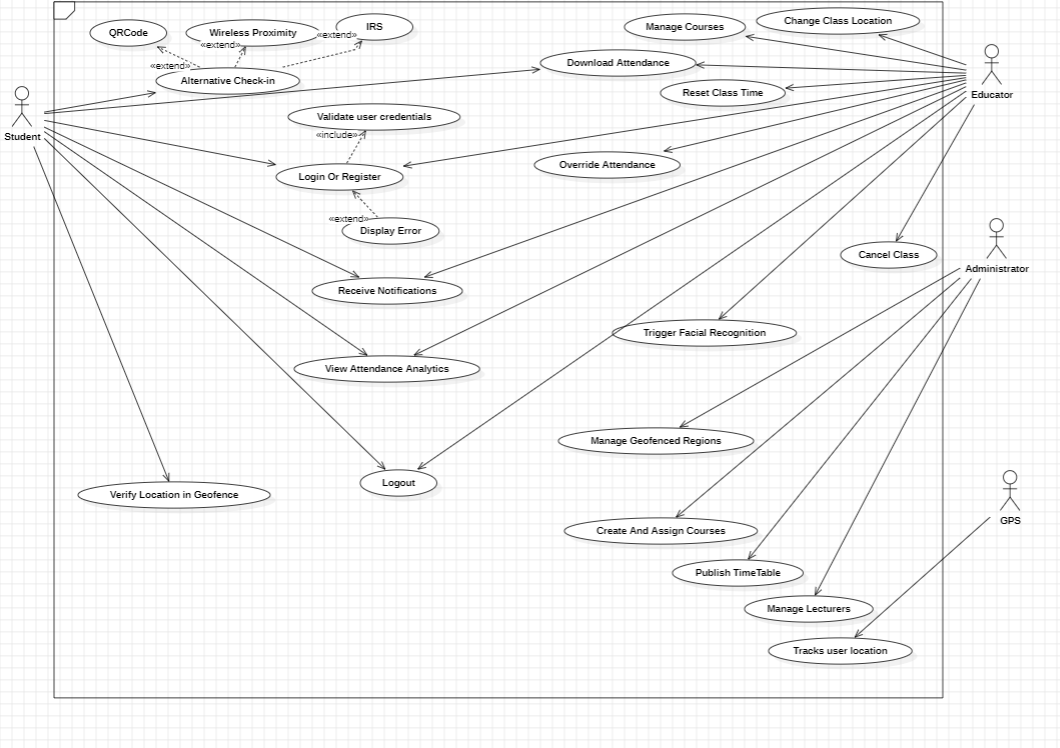 QRCode
Wireless Proximity
IRS
Manage Courses
Change Class Location
«extend»
«extend»
«extend»
Alternative Check-in
Download Attendance
Reset Class Time
Educator
Student
Validate user credentials
«include»
Login Or Register
Override Attendance
«extend»
Display Error
Cancel Class
Administrator
Receive Notifications
Trigger Facial Recognition
View Attendance Analytics
Manage Geofenced Regions
Logout
Verify Location in Geofence
GPS
Create And Assign Courses
Publish TimeTable
Manage Lecturers
Tracks user location